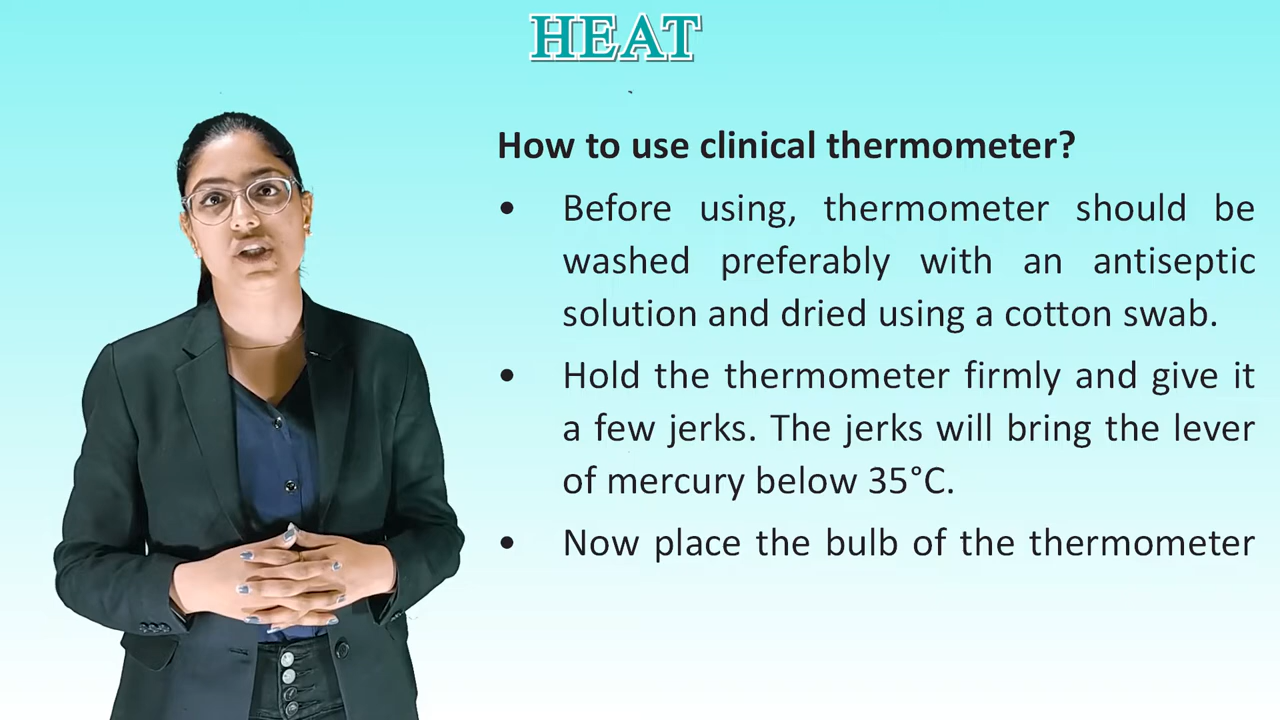 HEAT
How to use clinical thermometer?
• Before using, thermometer should be
washed preferably with an antiseptic
solution and dried using a cotton swab.
• Hold the thermometer firmly and give it
a few jerks. The jerks will bring the lever
of mercury below 35°C.
• Now place the bulb of the thermometer